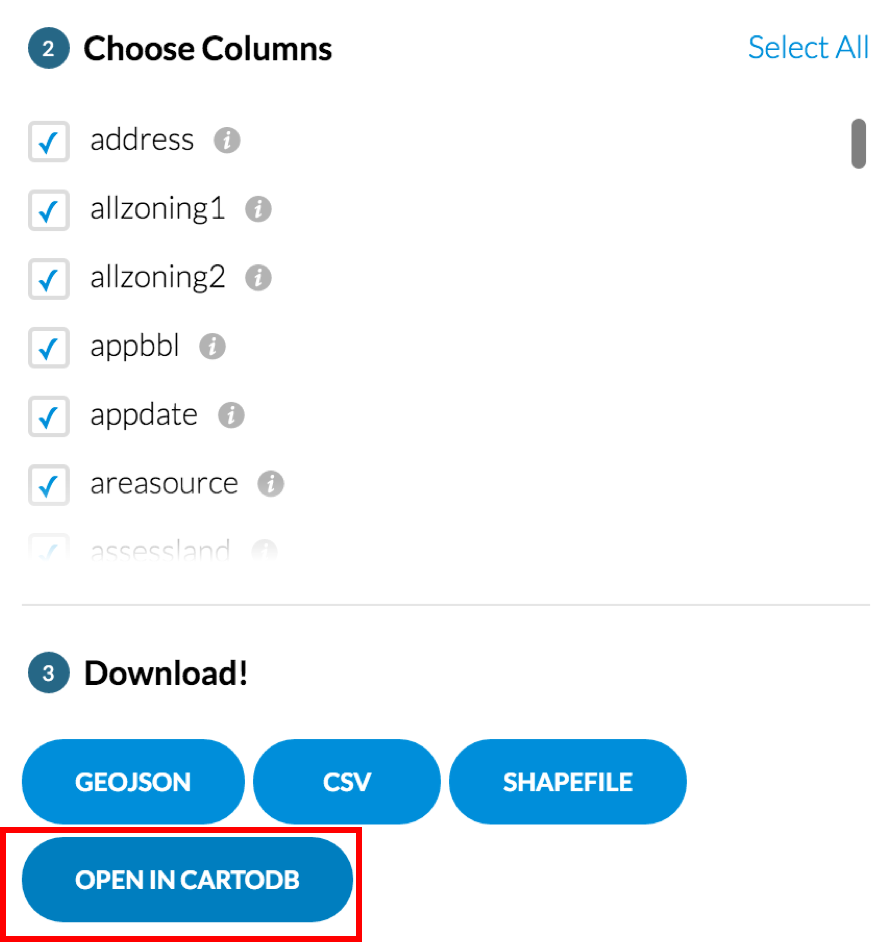 2 Choose Columns Select All
address i
allzoning1 i
allzoning2 i
appbbl i
appdate i
areasource i
assessland i
3 Download!
GEOJSON CSV SHAPEFILE
OPEN IN CARTODB